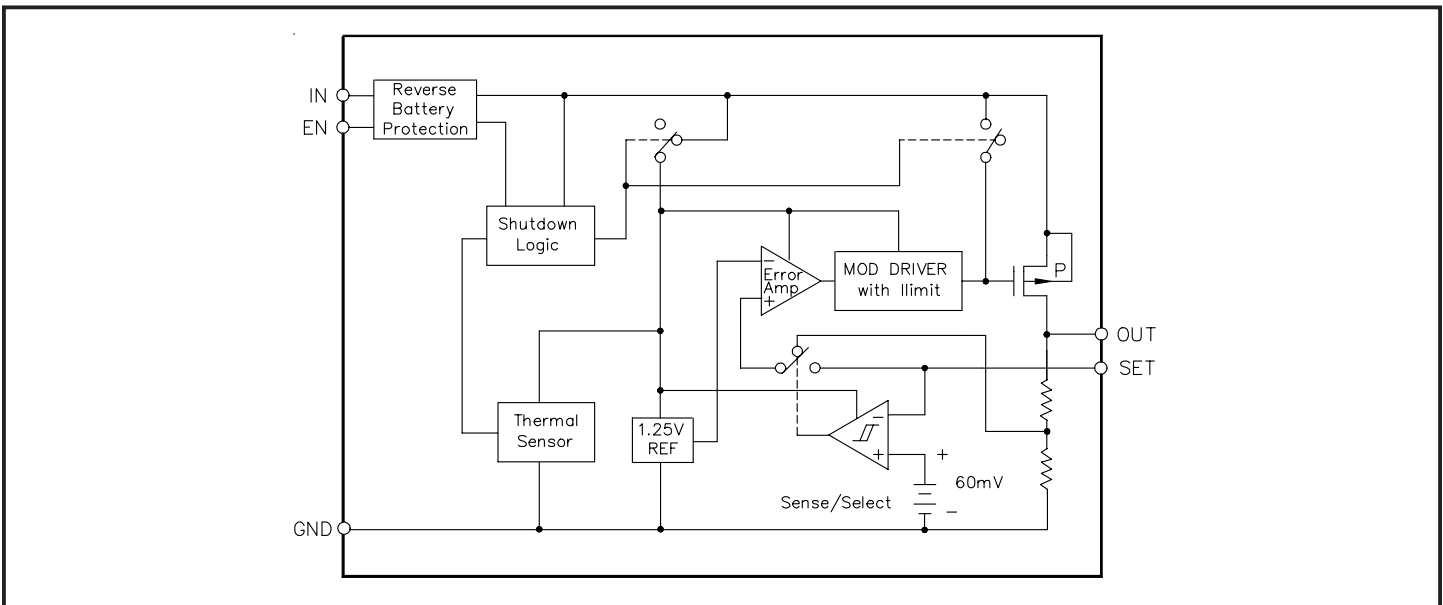 IN
EN
Reverse
Battery
Protection
Shutdown
Logic
−
Error
Amp
+
MOD DRIVER
with Ilimit
P
OUT
SET
Thermal
Sensor
1.25V
REF
−
+
+
60mV
−
Sense/Select
GND